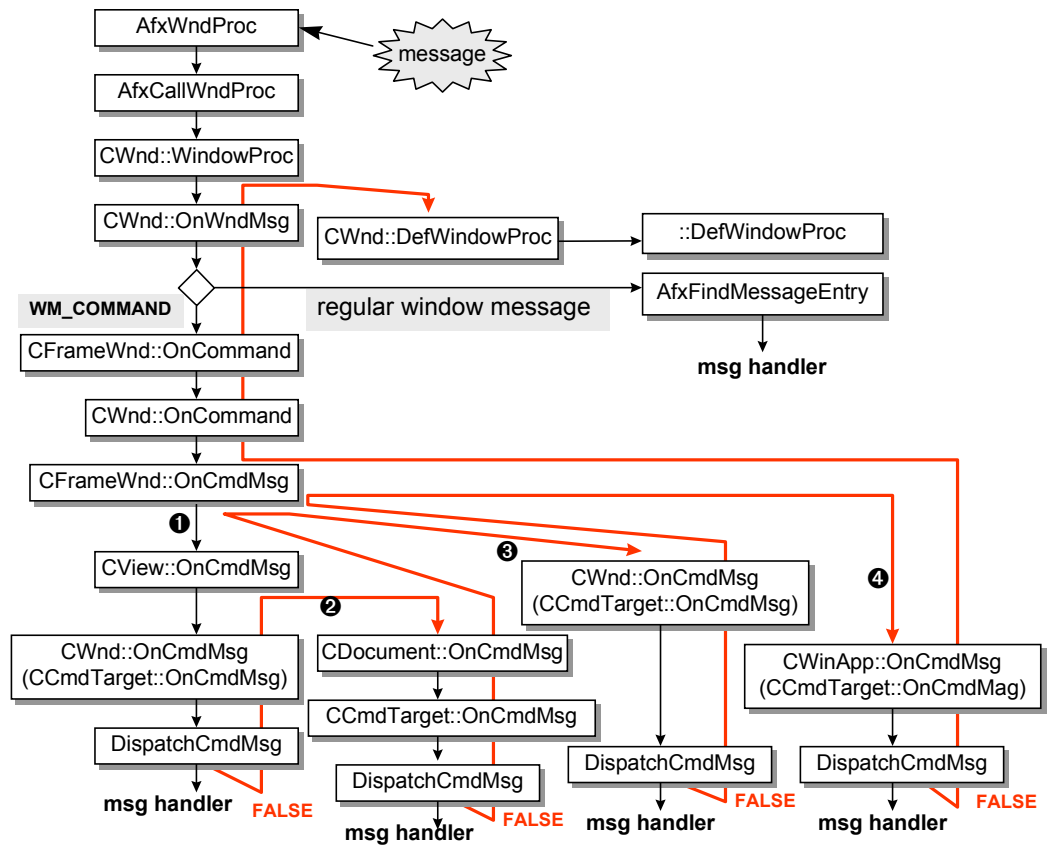 AfxWndProc
message
AfxCallWndProc
CWnd::WindowProc
CWnd::OnWndMsg
CWnd::DefWindowProc
::DefWindowProc
WM_COMMAND
regular window message
AfxFindMessageEntry
msg handler
CFrameWnd::OnCommand
CWnd::OnCommand
CFrameWnd::OnCmdMsg
❶
CView::OnCmdMsg
❸
CWnd::OnCmdMsg
(CCmdTarget::OnCmdMsg)
❹
❷
CWnd::OnCmdMsg
(CCmdTarget::OnCmdMsg)
CDocument::OnCmdMsg
CWinApp::OnCmdMsg
(CCmdTarget::OnCmdMag)
CCmdTarget::OnCmdMsg
DispatchCmdMsg
DispatchCmdMsg
DispatchCmdMsg
DispatchCmdMsg
msg handler
FALSE
msg handler
FALSE
msg handler
FALSE
msg handler
FALSE